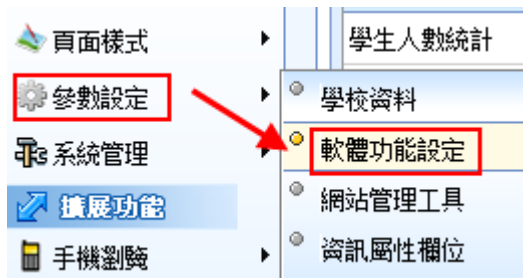 頁面樣式
參數設定
系統管理
擴展功能
手機瀏覽
學生人數統計
學校資料
軟體功能設定
網站管理工具
資訊屬性欄位